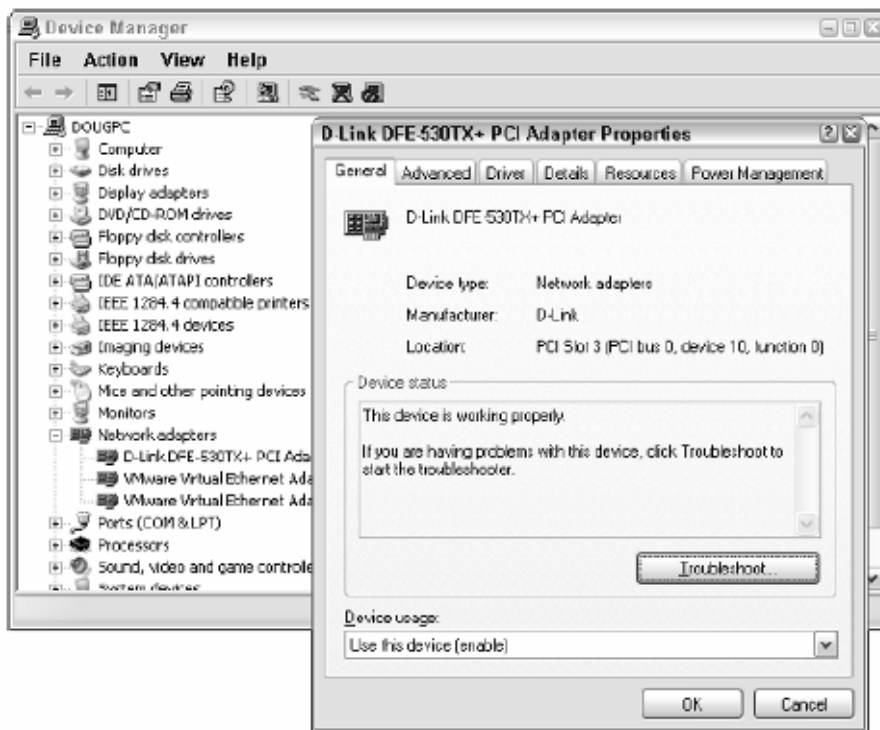 Device Manager
File Action View Help
DOUGPC
Computer
Disk drives
Display adapters
DVD/CD-ROM drives
Floppy disk controllers
Floppy disk drives
IDE ATA/ATAPI controllers
IEEE 1284.4 compatible printers
IEEE 1284.4 devices
Imaging devices
Keyboards
Mice and other pointing devices
Monitors
Network adapters
D-Link DFE-530TX+ PCI Ada
VMware Virtual Ethernet Ada
VMware Virtual Ethernet Ada
Ports (COM & LPT)
Processors
Sound, video and game controlle
System devices
D-Link DFE-530TX+ PCI Adapter Properties
General Advanced Driver Details Resources Power Management
D-Link DFE-530TX+ PCI Adapter
Device type: Network adapters
Manufacturer: D-Link
Location: PCI Slot 3 (PCI bus 0, device 10, function 0)
Device status
This device is working properly.
If you are having problems with this device, click Troubleshoot to
start the troubleshooter.
Troubleshoot...
Device usage:
Use this device (enable)
OK Cancel